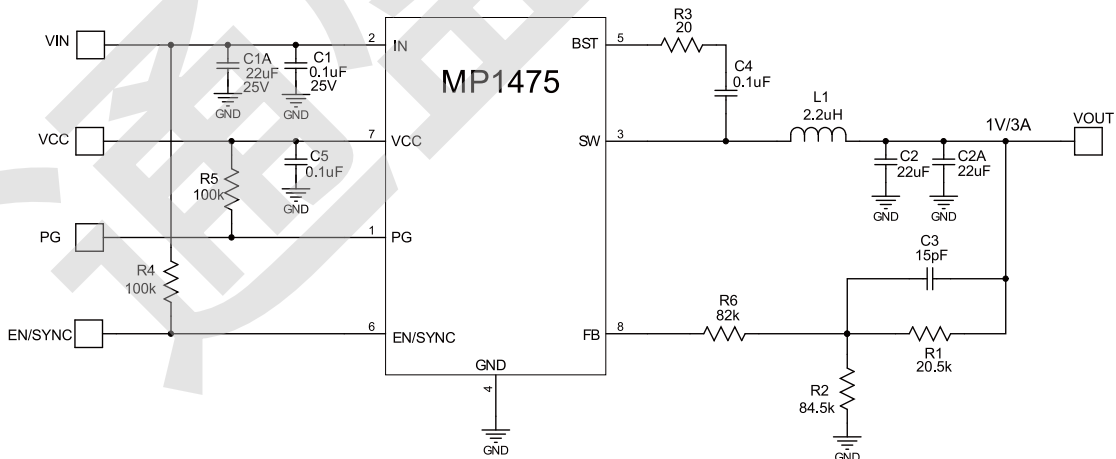 VIN
2
IN
C1A
22uF
25V
GND
C1
0.1uF
25V
GND
MP1475
BST
5
R3
20
C4
0.1uF
VCC
7
VCC
C5
0.1uF
GND
R5
100k
SW
3
L1
2.2uH
1V/3A
VOUT
C2
22uF
GND
C2A
22uF
GND
PG
1
PG
R4
100k
C3
15pF
EN/SYNC
6
EN/SYNC
FB
8
R6
82k
R1
20.5k
R2
84.5k
GND
GND
4
GND